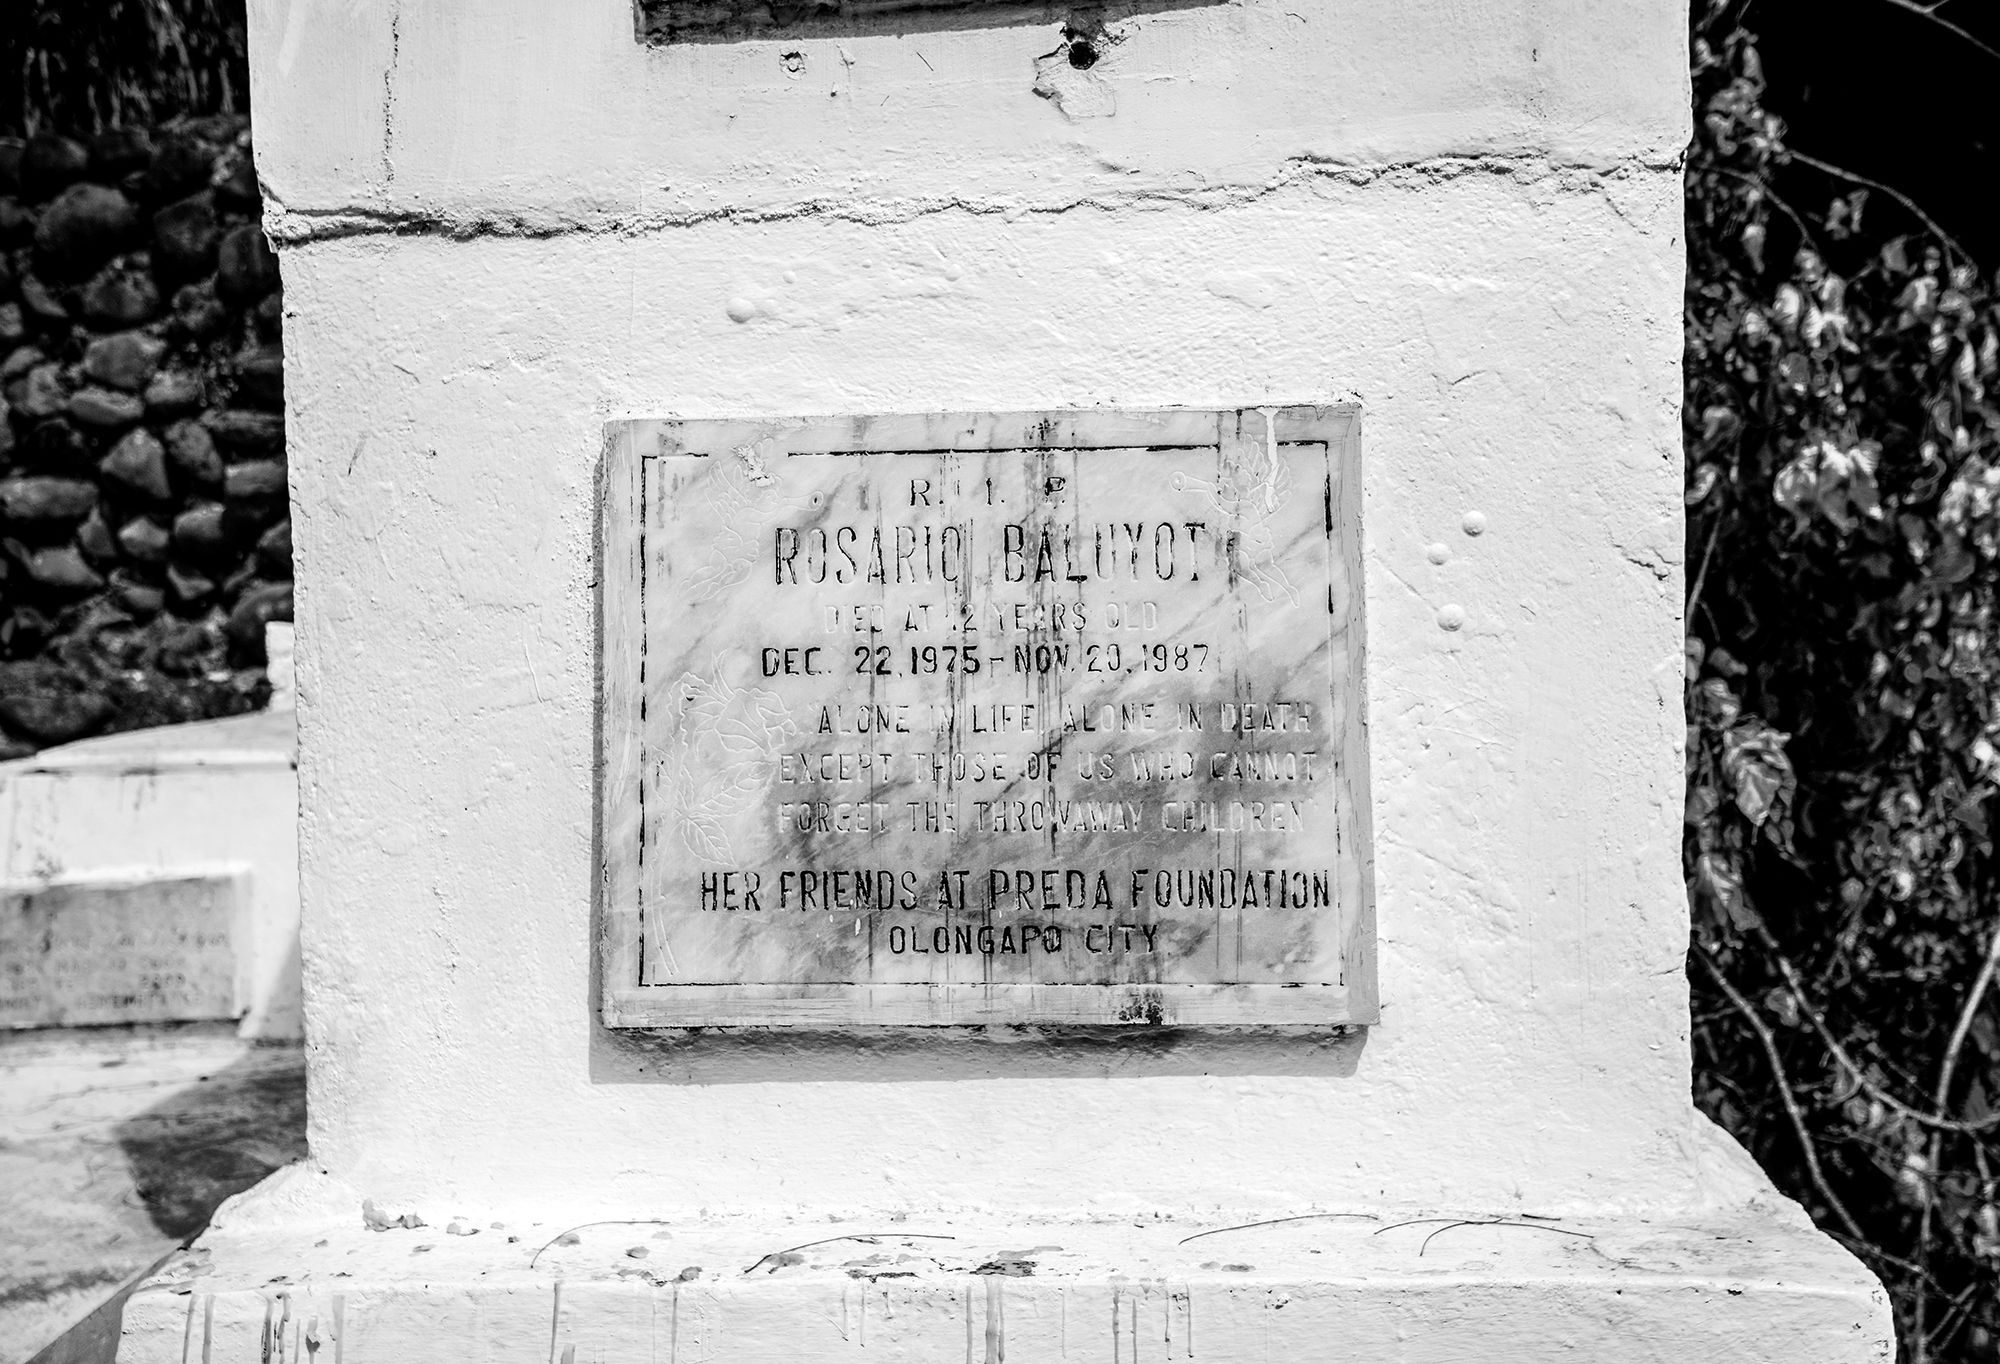 R. I. P.
ROSARIO BALUYOT
DIED AT 12 YEARS OLD
DEC. 22, 1975 - NOV. 20, 1987
"ALONE IN LIFE, ALONE IN DEATH
EXCEPT THOSE OF US WHO CANNOT
FORGET THE THROWAWAY CHILDREN"
HER FRIENDS AT PREDA FOUNDATION.
OLONGAPO CITY.